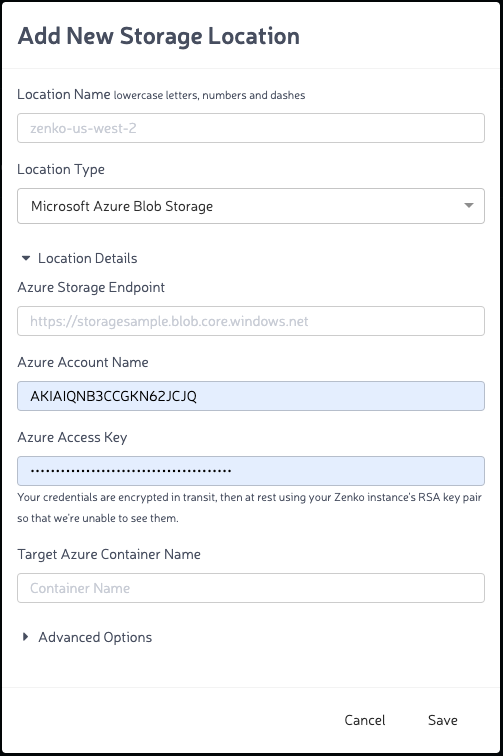 Add New Storage Location
Location Name lowercase letters, numbers and dashes
zenko-us-west-2
Location Type
Microsoft Azure Blob Storage
Location Details
Azure Storage Endpoint
https://storagesample.blob.core.windows.net
Azure Account Name
AKIAIQNB3CCGKN62JCJQ
Azure Access Key
••••••••••••••••••••••••••••••••••••••••
Your credentials are encrypted in transit, then at rest using your Zenko instance's RSA key pair
so that we're unable to see them.
Target Azure Container Name
Container Name
Advanced Options
Cancel Save